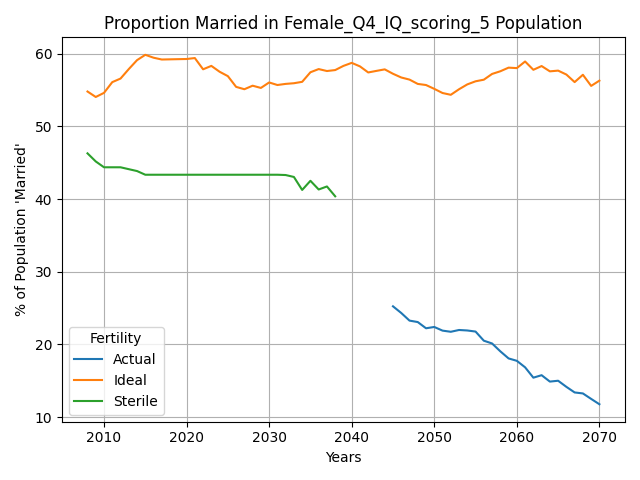 Proportion Married in Female_Q4_IQ_scoring_5 Population
% of Population 'Married'
60
50
40
30
20
10
Fertility
Actual
Ideal
Sterile
2010 2020 2030 2040 2050 2060 2070
Years